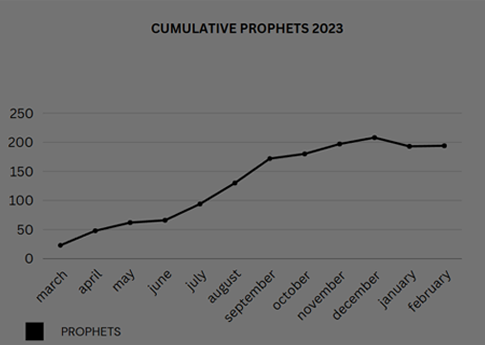 CUMULATIVE PROPHETS 2023
250
200
150
100
50
0
march
april
may
june
july
august
september
october
november
december
january
february
PROPHETS